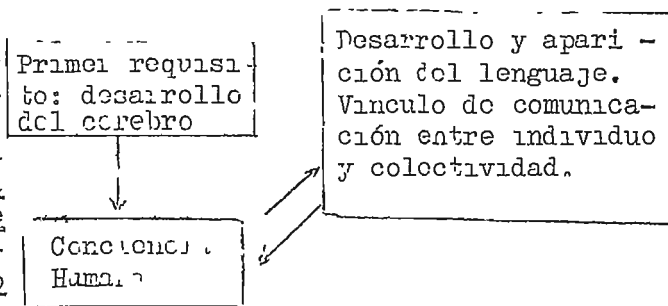 Primer requisi-
to: desarrollo
del cerebro
Desarrollo y apari-
ción del lenguaje.
Vinculo de comunica-
ción entre individuo
y colectividad.
Conciencia
Humana